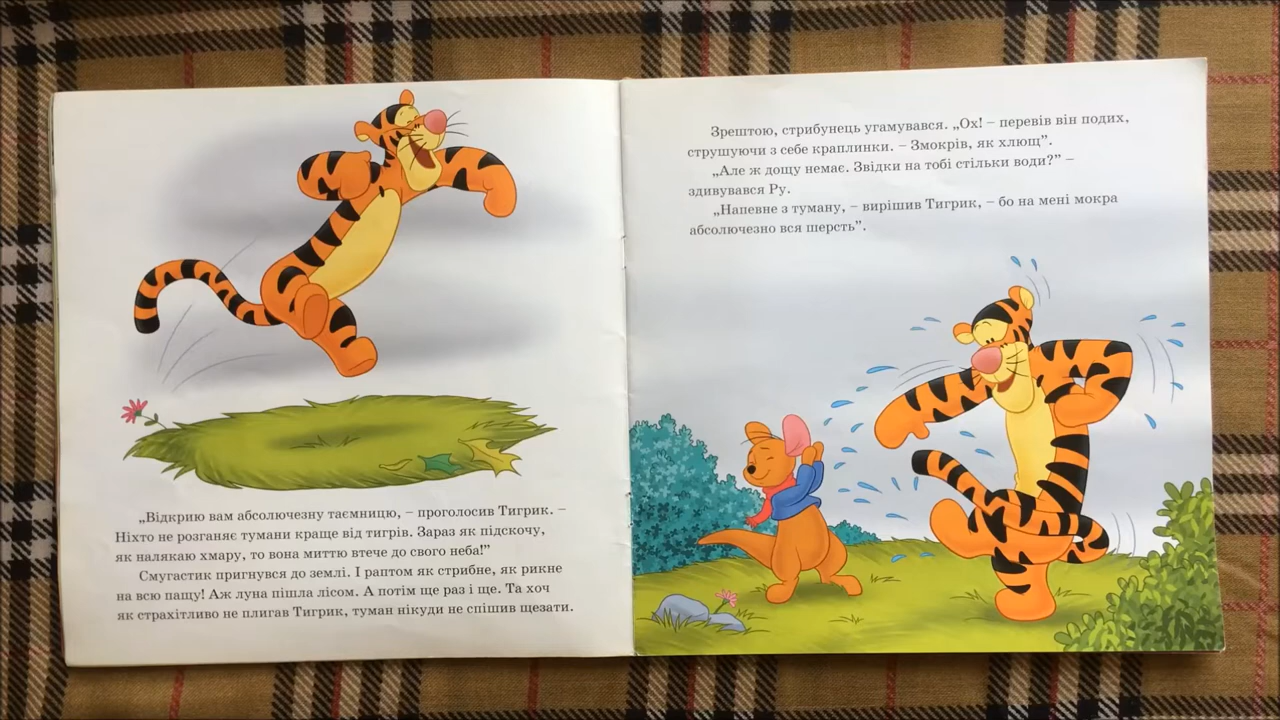 „Відкрию вам абсолючезну таємницю, – проголосив Тигрик. –
Ніхто не розганяє тумани краще від тигрів. Зараз як підскочу,
як налякаю хмару, то вона миттю втече до свого неба!”
Смугастик пригнувся до землі. І раптом як стрибне, як рикне
на всю пащу! Аж луна пішла лісом. А потім ще раз і ще. Та хоч
як страхітливо не плигав Тигрик, туман нікуди не спішив щезати.
Зрештою, стрибунець угамувався. „Ох! – перевів він подих,
струшуючи з себе краплинки. – Змокрів, як хлющ”.
„Але ж дощу немає. Звідки на тобі стільки води?” –
здивувався Ру.
„Напевне з туману, – вирішив Тигрик, – бо на мені мокра
абсолючезно вся шерсть”.